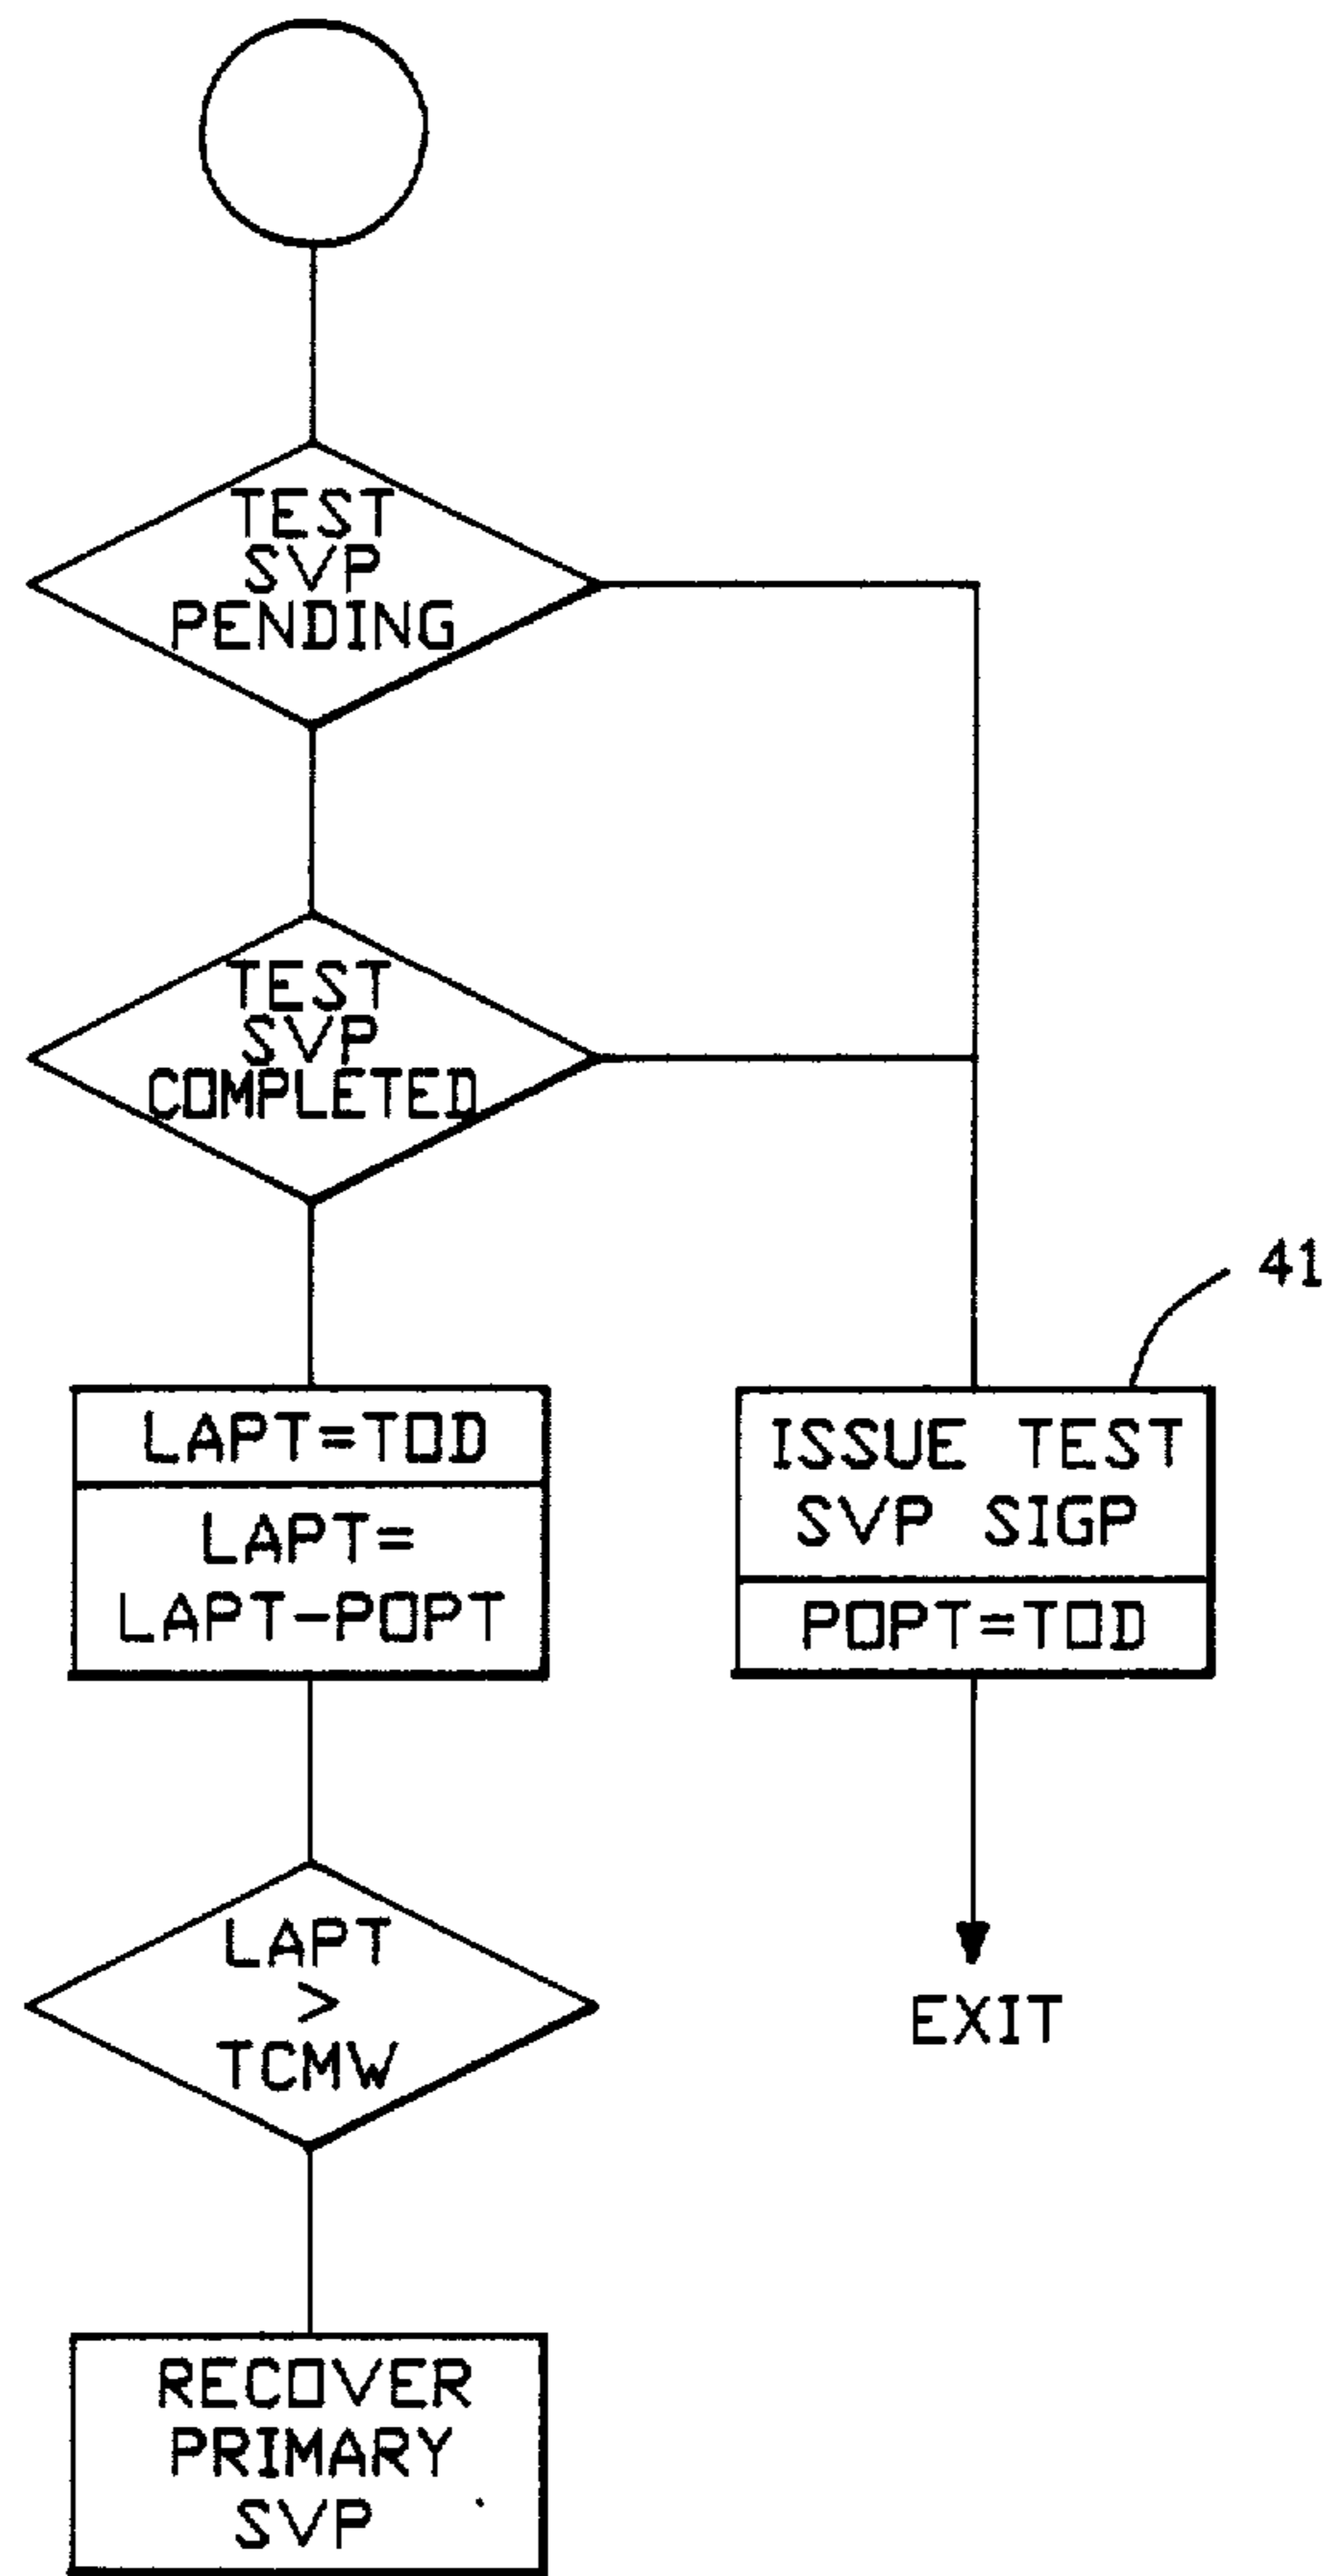 TEST
SVP
PENDING
TEST
SVP
COMPLETED
41
LAPT=TOD
LAPT=
LAPT-POPT
ISSUE TEST
SVP SIGP
POPT=TOD
LAPT
>
TCMW
EXIT
RECOVER
PRIMARY
SVP